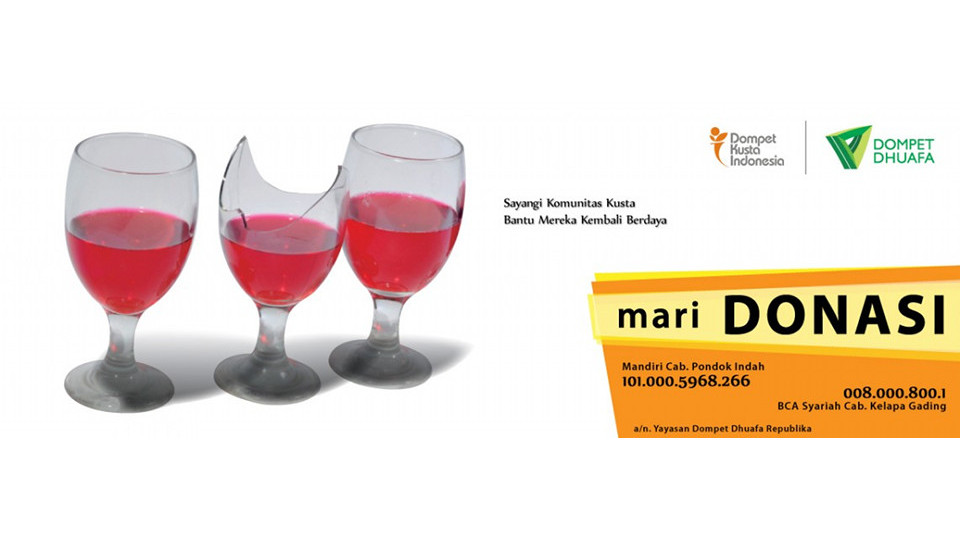 Dompet
Kusta
Indonesia
DOMPET
DHUAFA
Sayangi Komunitas Kusta
Bantu Mereka Kembali Berdaya
mari DONASI
Mandiri Cab. Pondok Indah
101.000.5968.266
008.000.800.1
BCA Syariah Cab. Kelapa Gading
a/n. Yayasan Dompet Dhuafa Republika